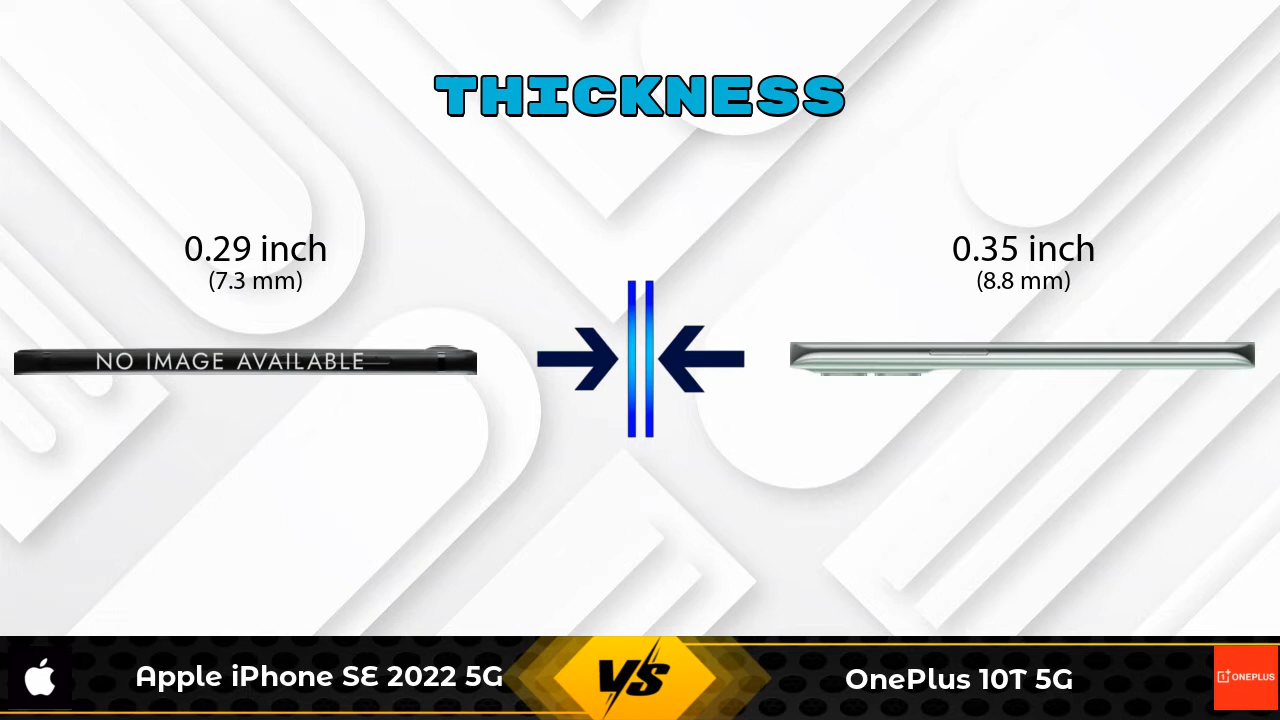 THICKNESS
0.29 inch
(7.3 mm)
0.35 inch
(8.8 mm)
NO IMAGE AVAILABLE
Apple iPhone SE 2022 5G
VS
OnePlus 10T 5G
1+ ONEPLUS